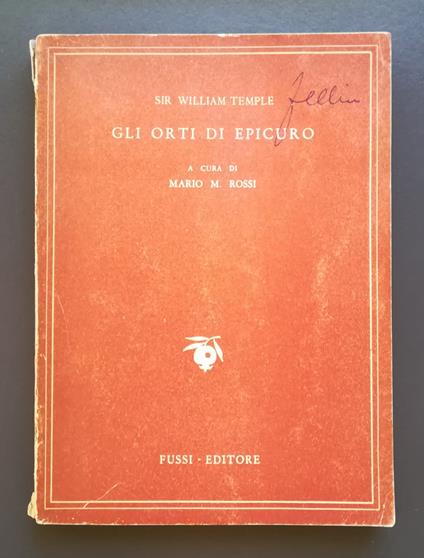 SIR WILLIAM TEMPLE
GLI ORTI DI EPICURO
A CURA DI
MARIO M. ROSSI
FUSSI - EDITORE